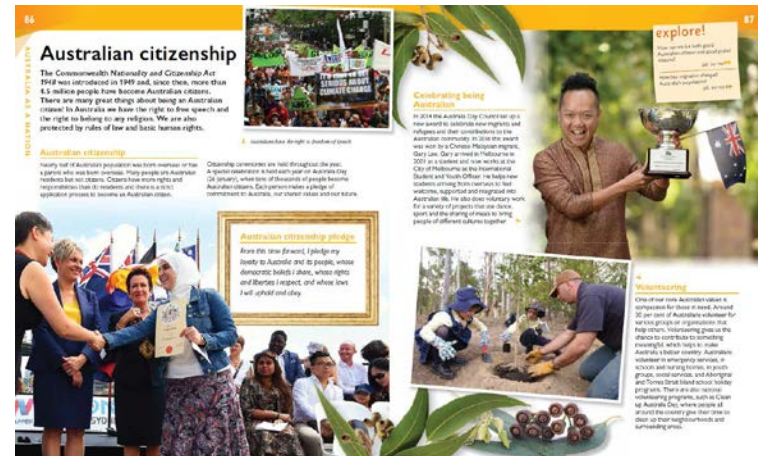 86
AUSTRALIA AS A NATION
Australian citizenship
The Commonwealth Nationality and Citizenship Act
1948 was introduced in 1949 and, since then, more than
4.5 million people have become Australian citizens.
There are many great things about being an Australian
citizen! In Australia we have the right to free speech and
the right to belong to any religion. We are also
protected by rules of law and basic human rights.
Australian citizenship
Nearly half of Australia's population was born overseas or has
a parent who was born overseas. Many people are Australian
residents but not citizens. Citizens have more rights and
responsibilities than do residents and there is a strict
application process to become an Australian citizen.
Citizenship ceremonies are held throughout the year.
A special celebration is held each year on Australia Day
(26 January), when tens of thousands of people become
Australian citizens. Each person makes a pledge of
commitment to Australia, our shared values and our future.
SERIOUS ABOUT
CLIMATE CHANGE
Australians have the right to freedom of speech
Australian citizenship pledge
From this time forward, I pledge my
loyalty to Australia and its people, whose
democratic beliefs I share, whose rights
and liberties I respect, and whose laws
I will uphold and obey.
SYDNEY
87
explore!
Celebrating being
Australian
In 2014 the Australia Day Council set up a
new award to celebrate new migrants and
refugees and their contributions to the
Australian community. In 2014 the award
was won by a Chinese Malaysian migrant,
Gary Lee. Gary arrived in Melbourne in
2001 as a student and now works at the
City of Melbourne as the International
Student and Youth Officer. He helps new
students arriving from overseas to feel
welcome, supported and integrated into
Australian life. He also does voluntary work
for a variety of projects that use dance,
sport and the sharing of meals to bring
people of different cultures together.
Volunteering
One of our core Australian values is
compassion for those in need. Around
30 per cent of Australians volunteer for
various groups or organisations that
help others. Volunteering gives us the
chance to contribute to something
meaningful, which helps to make
Australia a better country. Australians
volunteer in emergency services, in
schools and nursing homes, in youth
groups, social services, and Aboriginal
and Torres Strait Island school holiday
programs. There are also national
volunteering programs, such as Clean
up Australia Day, where people all
around the country give their time to
clean up their neighbourhoods and
surrounding areas.